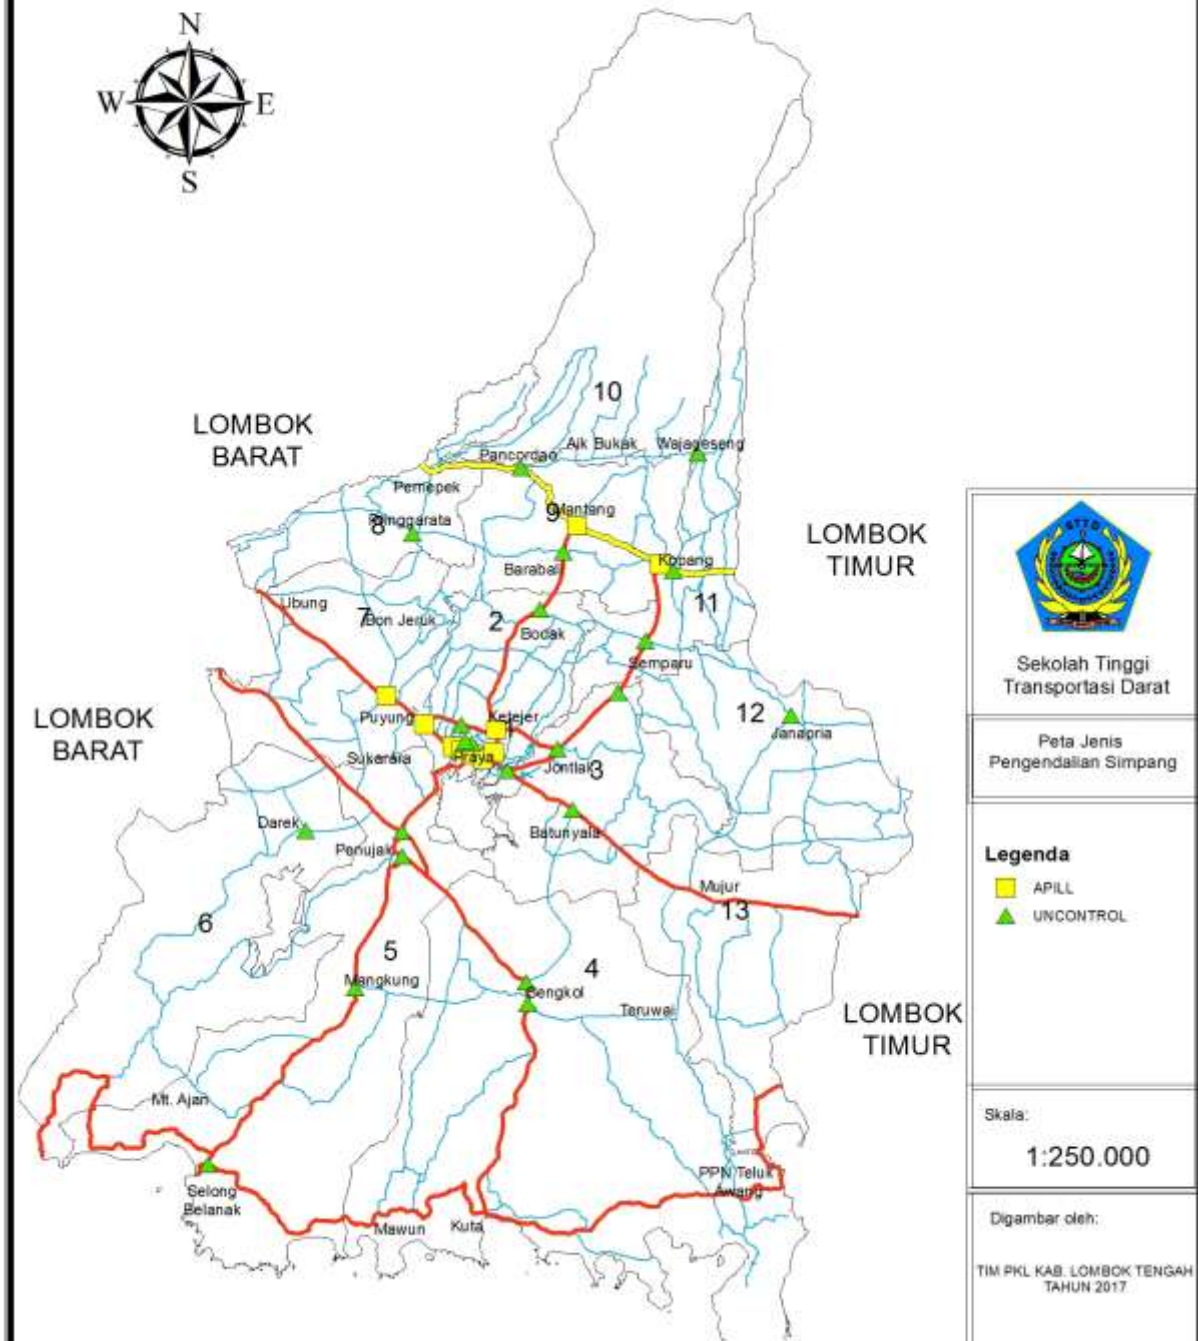 N
W
E
S
LOMBOK
BARAT
10
Pancordao
Ajk Bukak
Wajageseng
Pemepek
9
Mantang
8
LOMBOK
TIMUR
Kopang
Barabali
11
Ubung
7
Bon Jeruk
2
Bodak
Semparu
LOMBOK
BARAT
Puyung
Ketejer
12
Janapria
Sukarara
Praya
Jontlak
3
Darek
Batunyala
Penujak
Mujur
13
6
5
4
Mangkung
Sengkol
Teruwai
LOMBOK
TIMUR
Mt. Ajan
PPN Teluk
Awang
Selong
Belanak
Mawun
Kuta
STTD
Sekolah Tinggi
Transportasi Darat
Peta Jenis
Pengendalian Simpang
Legenda
APILL
UNCONTROL
Skala:
1:250.000
Digambar oleh:
TIM PKL KAB. LOMBOK TENGAH
TAHUN 2017